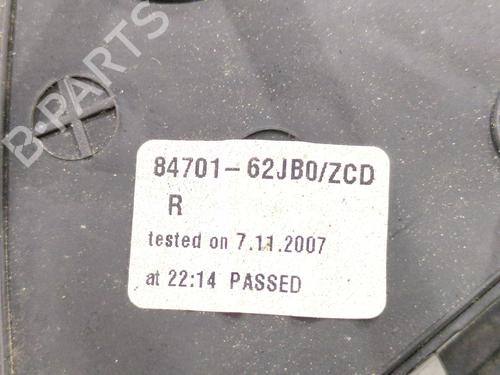 B-PARTS
84701-62JB0/ZCD
R
tested on 7.11.2007
at 22:14 PASSED